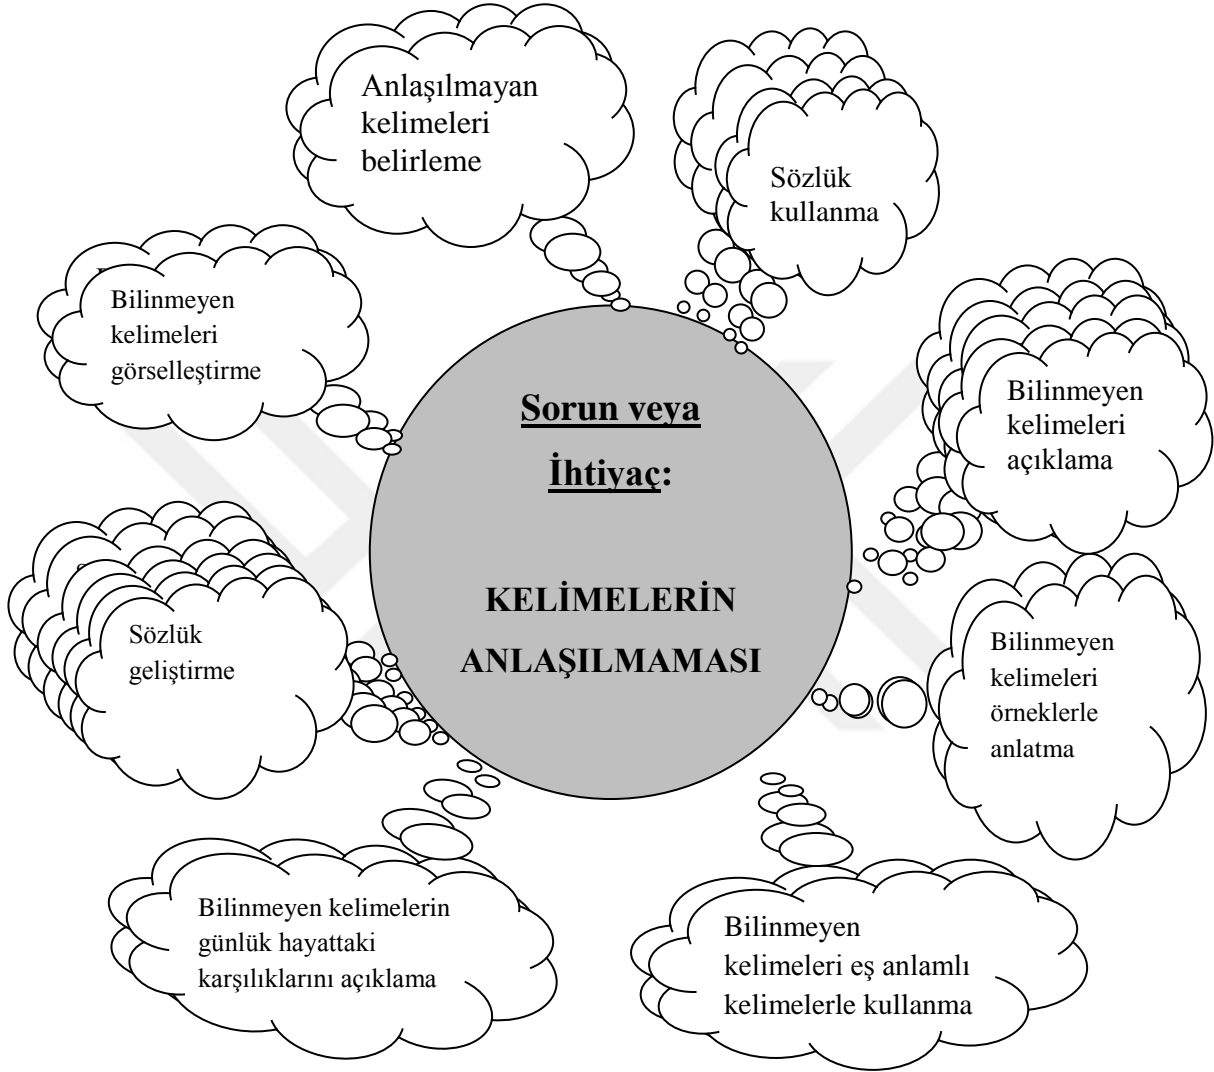 Anlaşılmayan
kelimeleri
belirleme
Sözlük
kullanma
Bilinmeyen
kelimeleri
görselleştirme
Bilinmeyen
kelimeleri
açıklama
Sorun veya
İhtiyaç:
KELİMELERİN
ANLAŞILMAMASI
Sözlük
geliştirme
Bilinmeyen
kelimeleri
örneklerle
anlatma
Bilinmeyen kelimelerin
günlük hayattaki
karşılıklarını açıklama
Bilinmeyen
kelimeleri eş anlamlı
kelimelerle kullanma